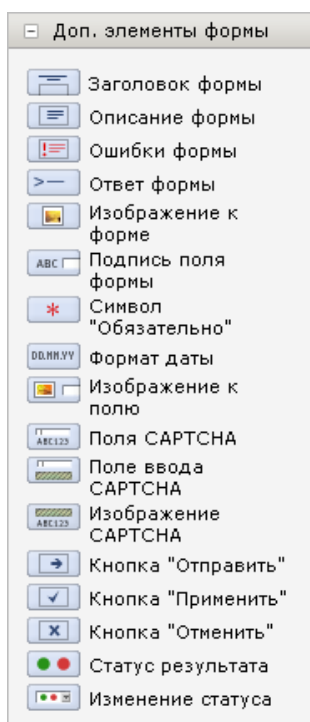 Доп. элементы формы
Заголовок формы
Описание формы
Ошибки формы
Ответ формы
Изображение к
форме
ABC Подпись поля
формы
Символ
"Обязательно"
DD.MM.YY Формат даты
Изображение к
полю
ABC123 Поля CAPTCHA
Поле ввода
CAPTCHA
ABC123 Изображение
CAPTCHA
Кнопка "Отправить"
Кнопка "Применить"
Кнопка "Отменить"
Статус результата
Изменение статуса